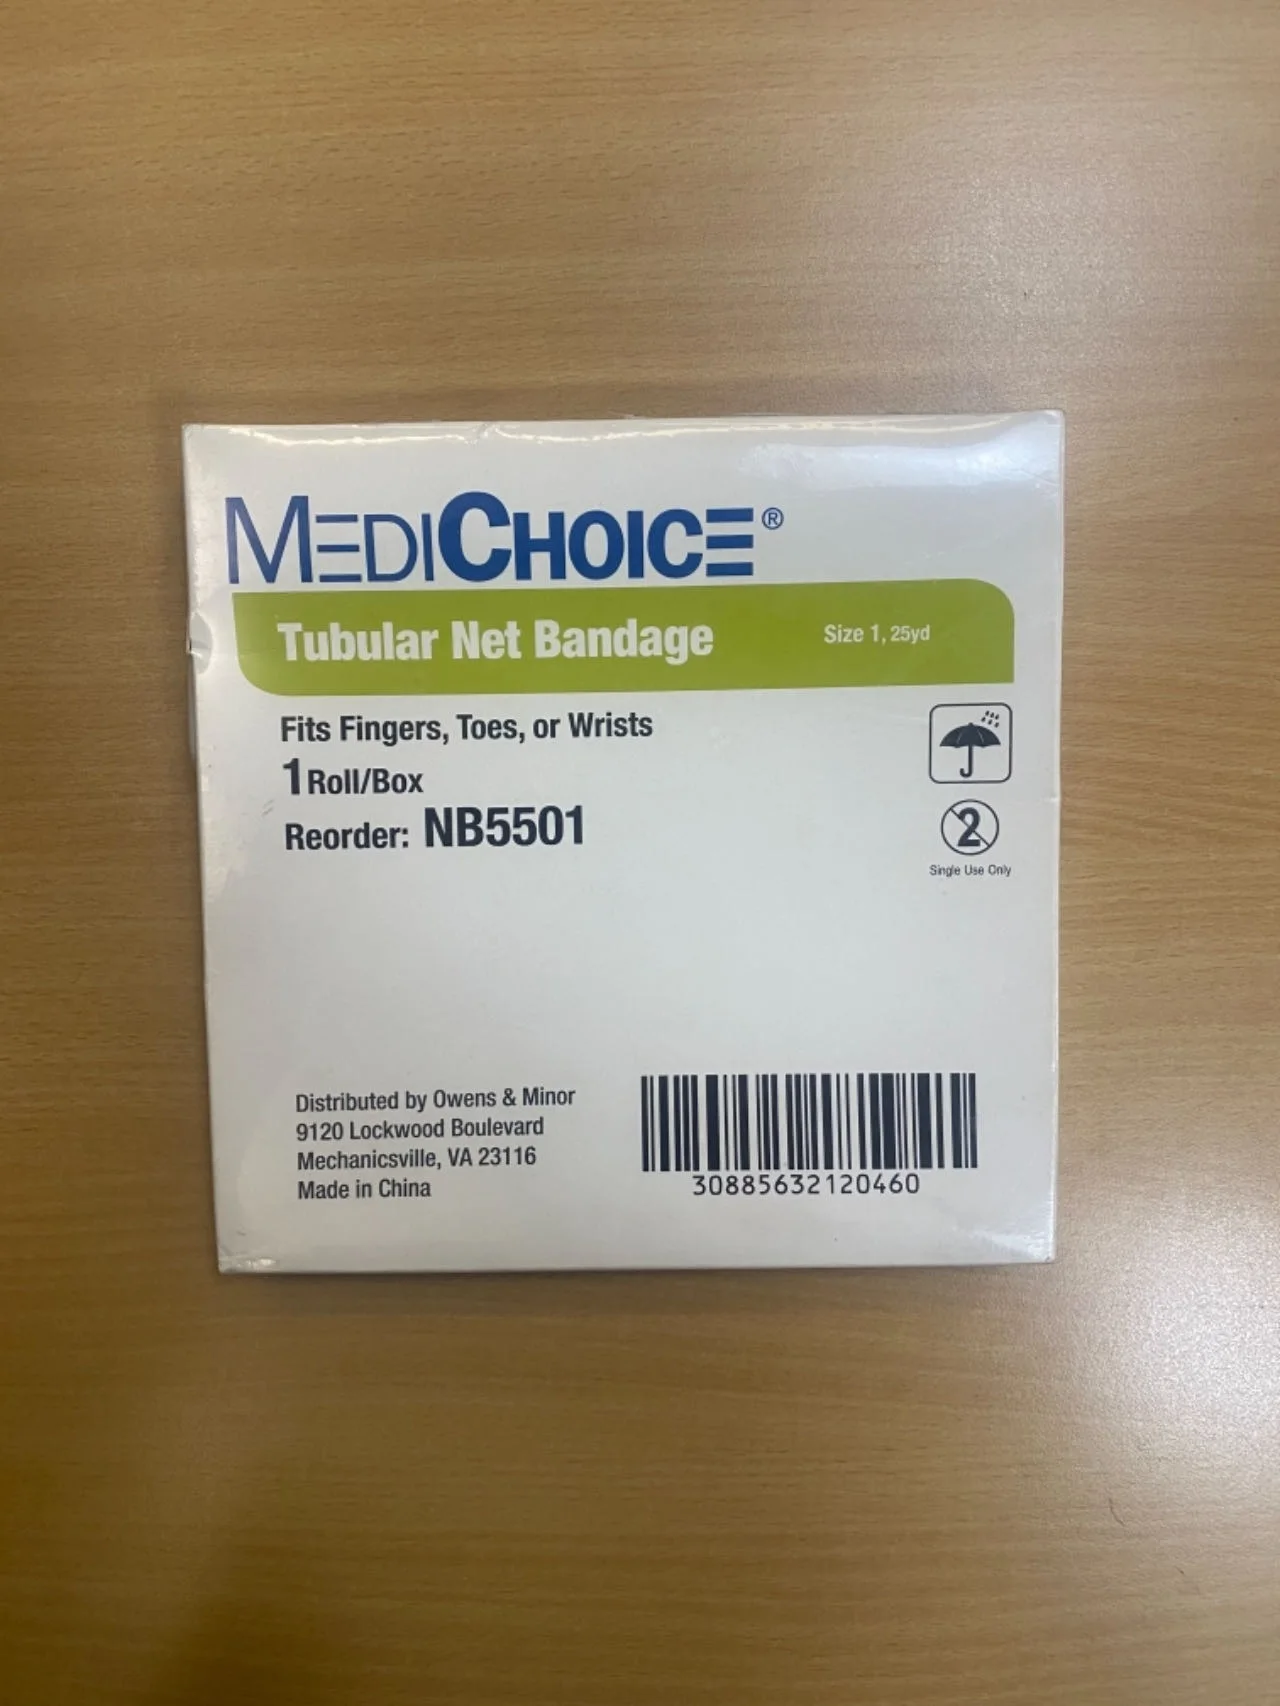 MEDICHOICE®
Tubular Net Bandage Size 1, 25yd
Fits Fingers, Toes, or Wrists
1 Roll/Box
Reorder: NB5501
2
Single Use Only
Distributed by Owens & Minor
9120 Lockwood Boulevard
Mechanicsville, VA 23116
Made in China
30885632120460